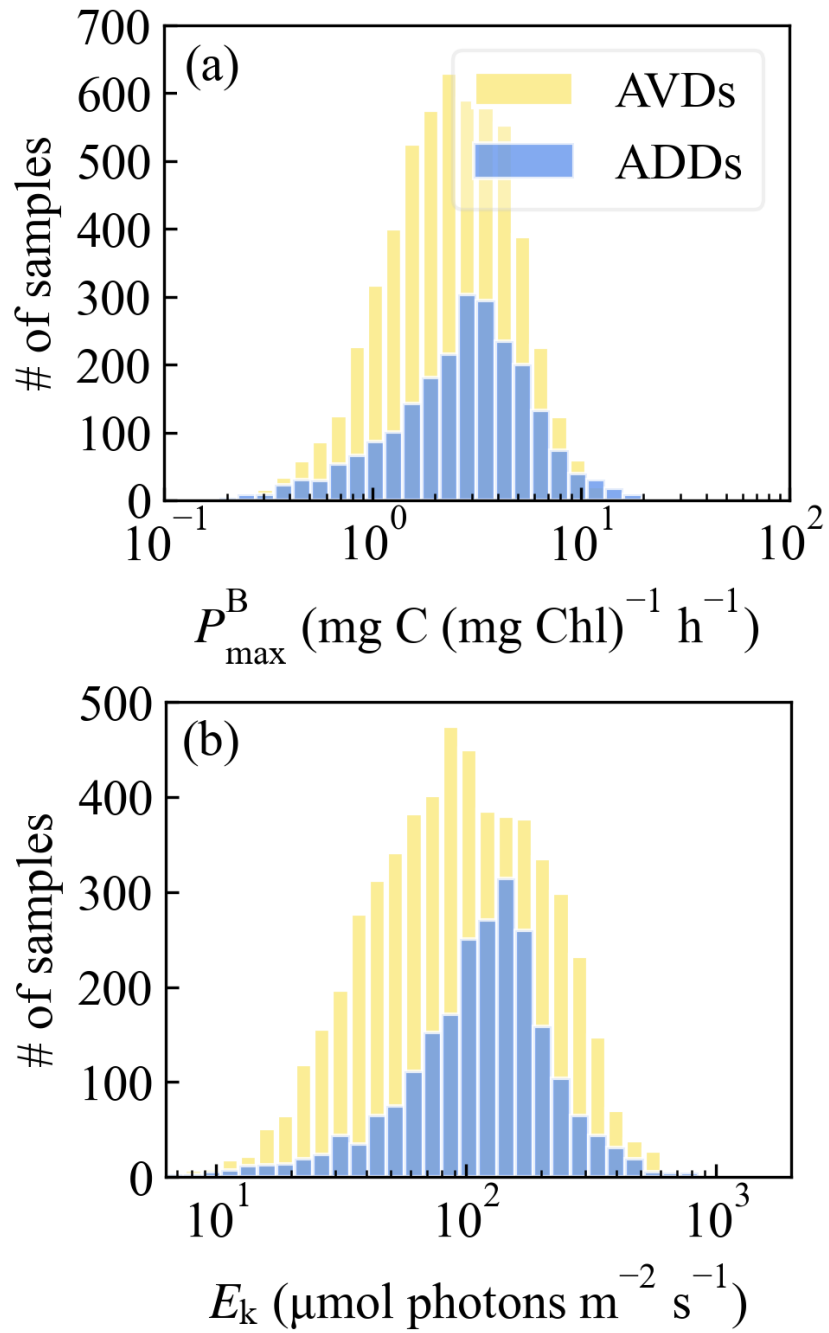 (a)
AVDs
ADDs
700
600
500
400
300
200
100
0
# of samples
10⁻¹ 10⁰ 10¹ 10²
Pᴮmax (mg C (mg Chl)⁻¹ h⁻¹)
(b)
500
400
300
200
100
0
# of samples
10¹ 10² 10³
Eₖ (μmol photons m⁻² s⁻¹)